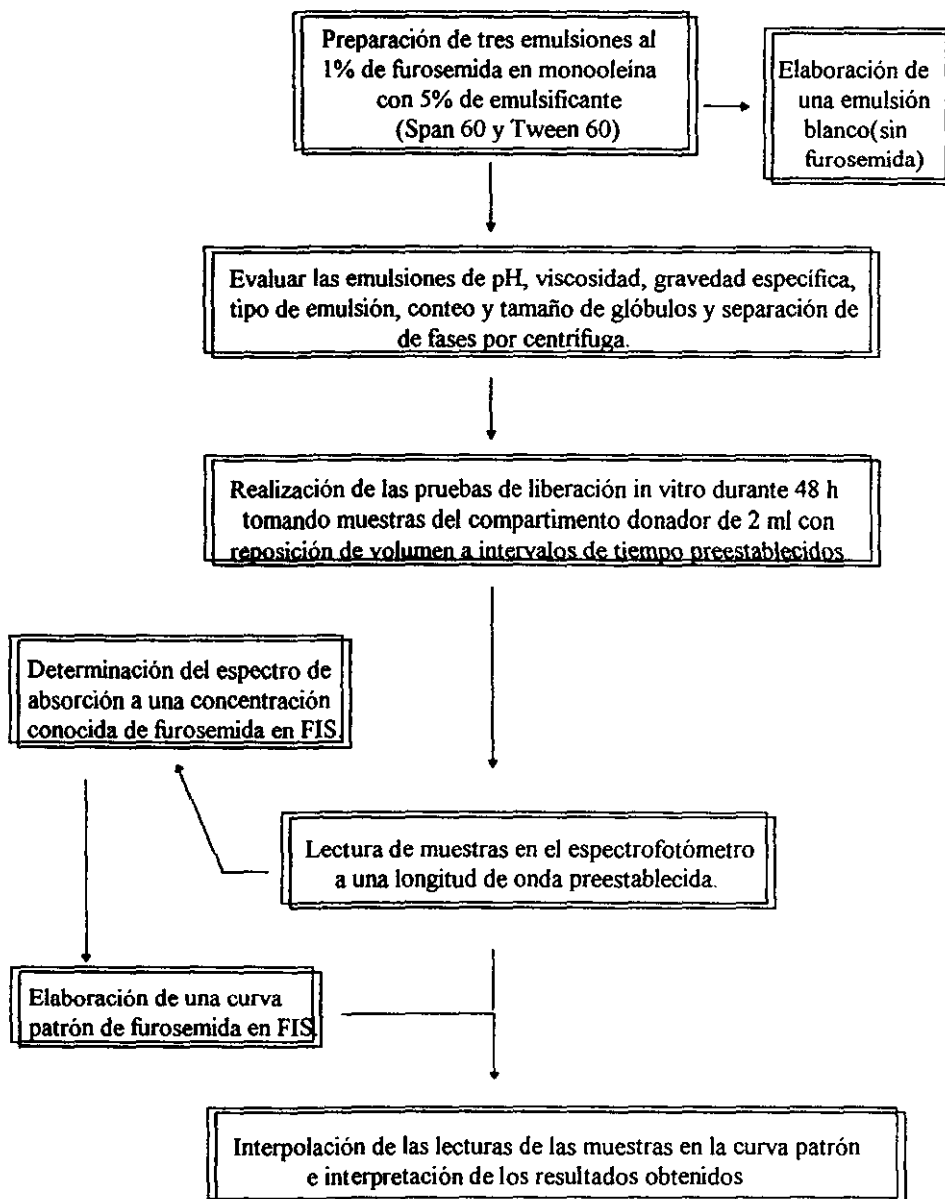 Preparación de tres emulsiones al
1% de furosemida en monooleína
con 5% de emulsificante
(Span 60 y Tween 60)
Elaboración de
una emulsión
blanco(sin
furosemida)
Evaluar las emulsiones de pH, viscosidad, gravedad específica,
tipo de emulsión, conteo y tamaño de glóbulos y separación de
de fases por centrífuga.
Realización de las pruebas de liberación in vitro durante 48 h
tomando muestras del compartimento donador de 2 ml con
reposición de volumen a intervalos de tiempo preestablecidos
Determinación del espectro de
absorción a una concentración
conocida de furosemida en FIS.
Lectura de muestras en el espectrofotómetro
a una longitud de onda preestablecida.
Elaboración de una curva
patrón de furosemida en FIS.
Interpolación de las lecturas de las muestras en la curva patrón
e interpretación de los resultados obtenidos